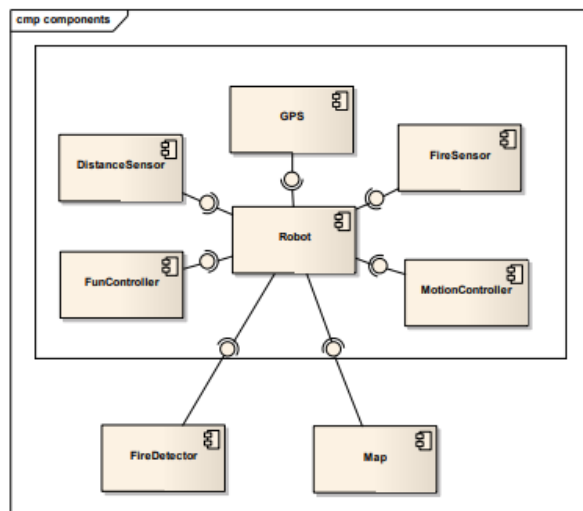 cmp components
GPS
DistanceSensor
FireSensor
Robot
FunController
MotionController
FireDetector
Map